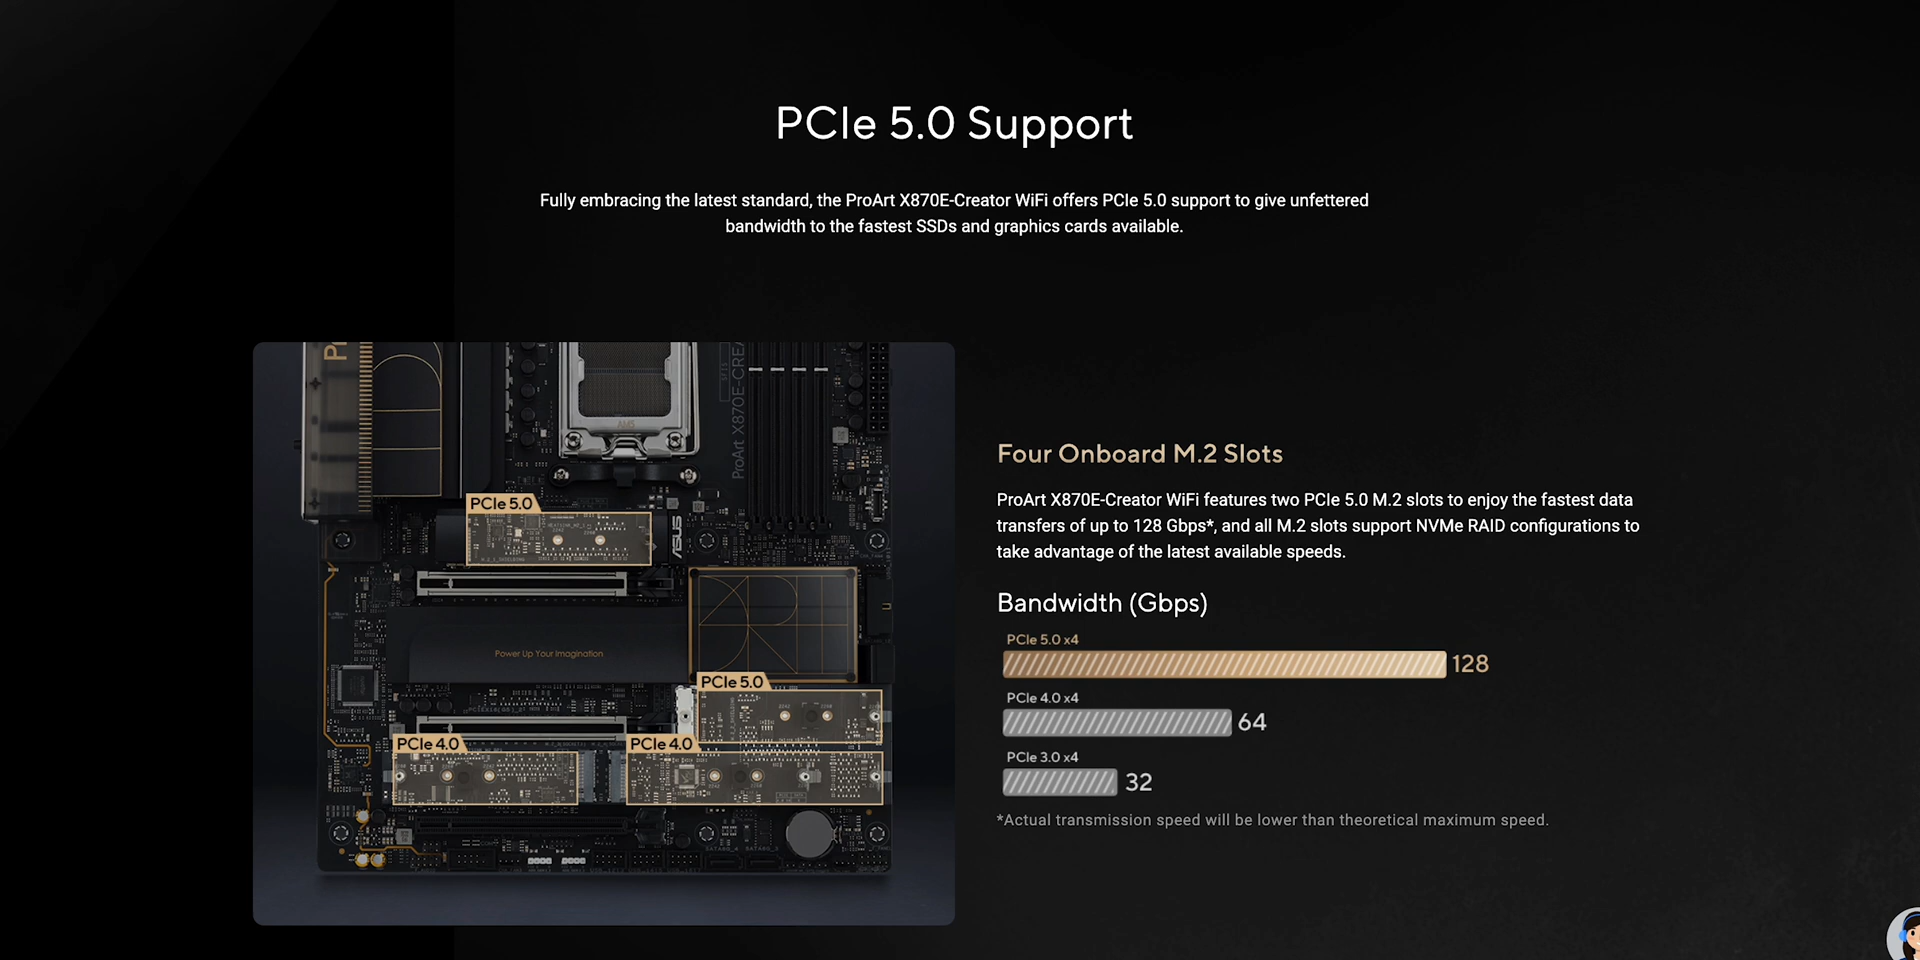 PCIe 5.0 Support
Fully embracing the latest standard, the ProArt X870E-Creator WiFi offers PCIe 5.0 support to give unfettered
bandwidth to the fastest SSDs and graphics cards available.
ProArt X870E-CREA
AM5
PCIe 5.0
ASUS
Power Up Your Imagination
PCIe 5.0
PCIe 4.0
PCIe 4.0
Four Onboard M.2 Slots
ProArt X870E-Creator WiFi features two PCIe 5.0 M.2 slots to enjoy the fastest data
transfers of up to 128 Gbps*, and all M.2 slots support NVMe RAID configurations to
take advantage of the latest available speeds.
Bandwidth (Gbps)
PCIe 5.0 x4
128
PCIe 4.0 x4
64
PCIe 3.0 x4
32
*Actual transmission speed will be lower than theoretical maximum speed.